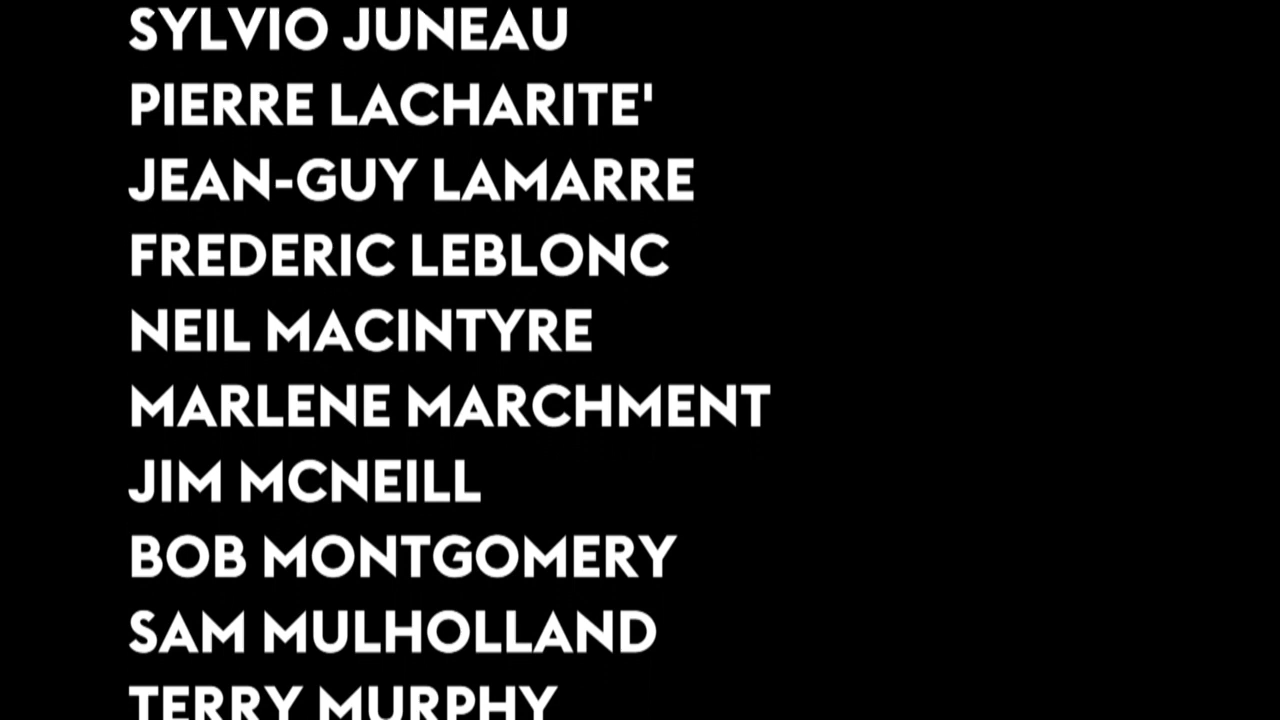 SYLVIO JUNEAU
PIERRE LACHARITE'
JEAN-GUY LAMARRE
FREDERIC LEBLONC
NEIL MACINTYRE
MARLENE MARCHMENT
JIM MCNEILL
BOB MONTGOMERY
SAM MULHOLLAND
TERRY MURPHY